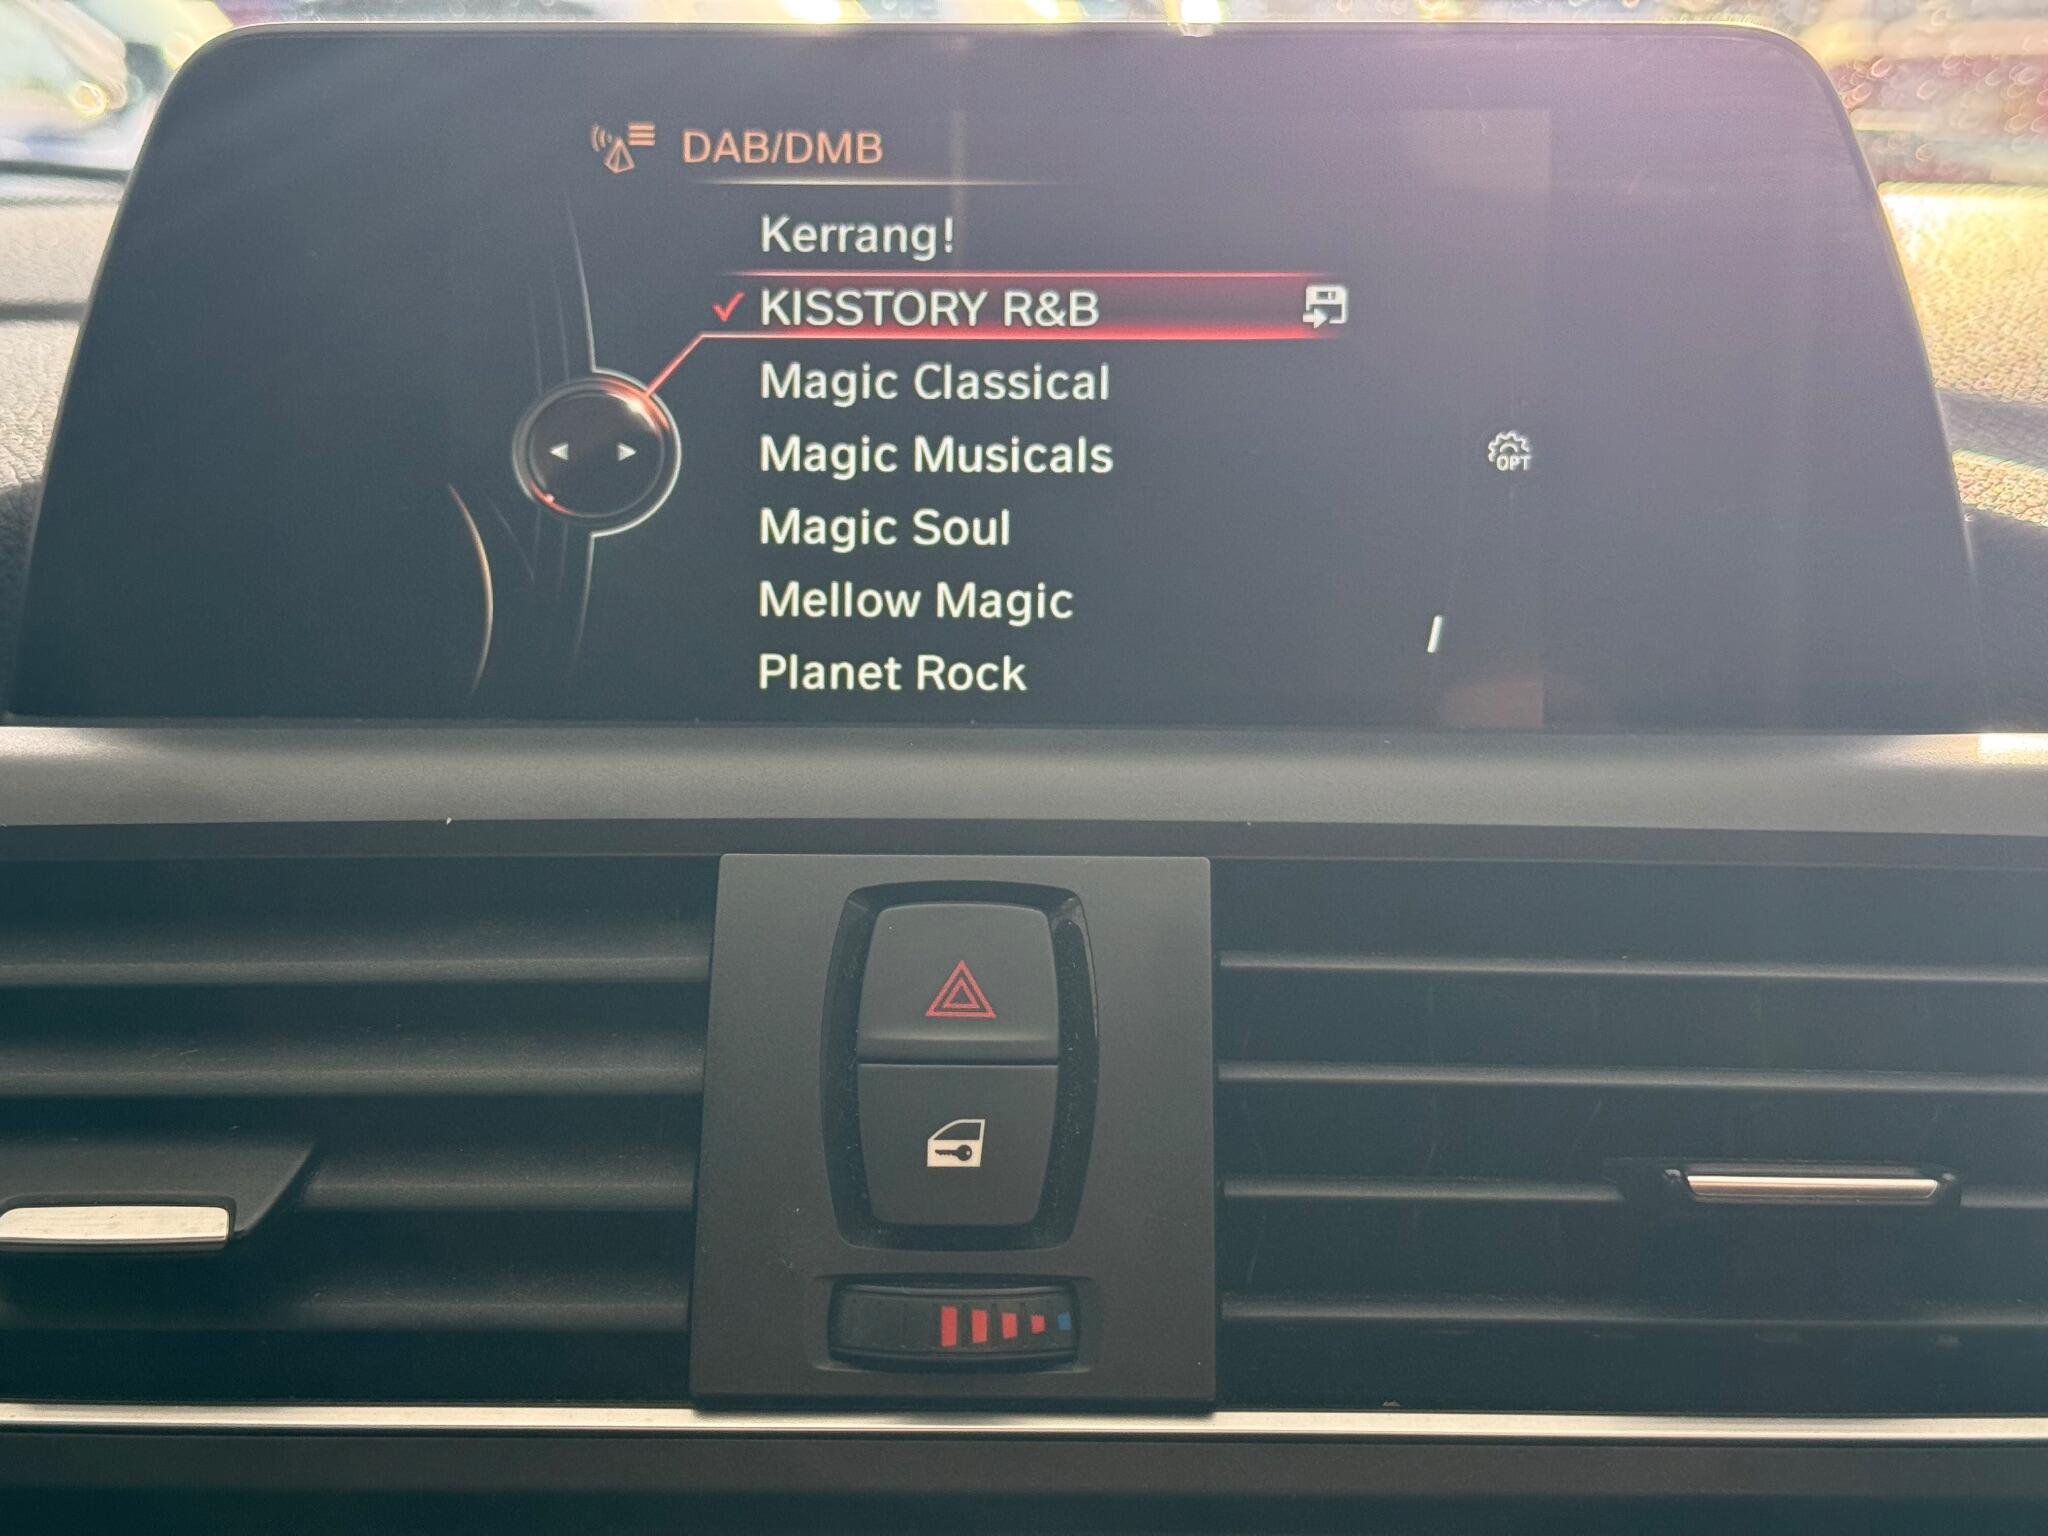 DAB/DMB
Kerrang!
KISSTORY R&B
Magic Classical
Magic Musicals
OPT
Magic Soul
Mellow Magic
Planet Rock